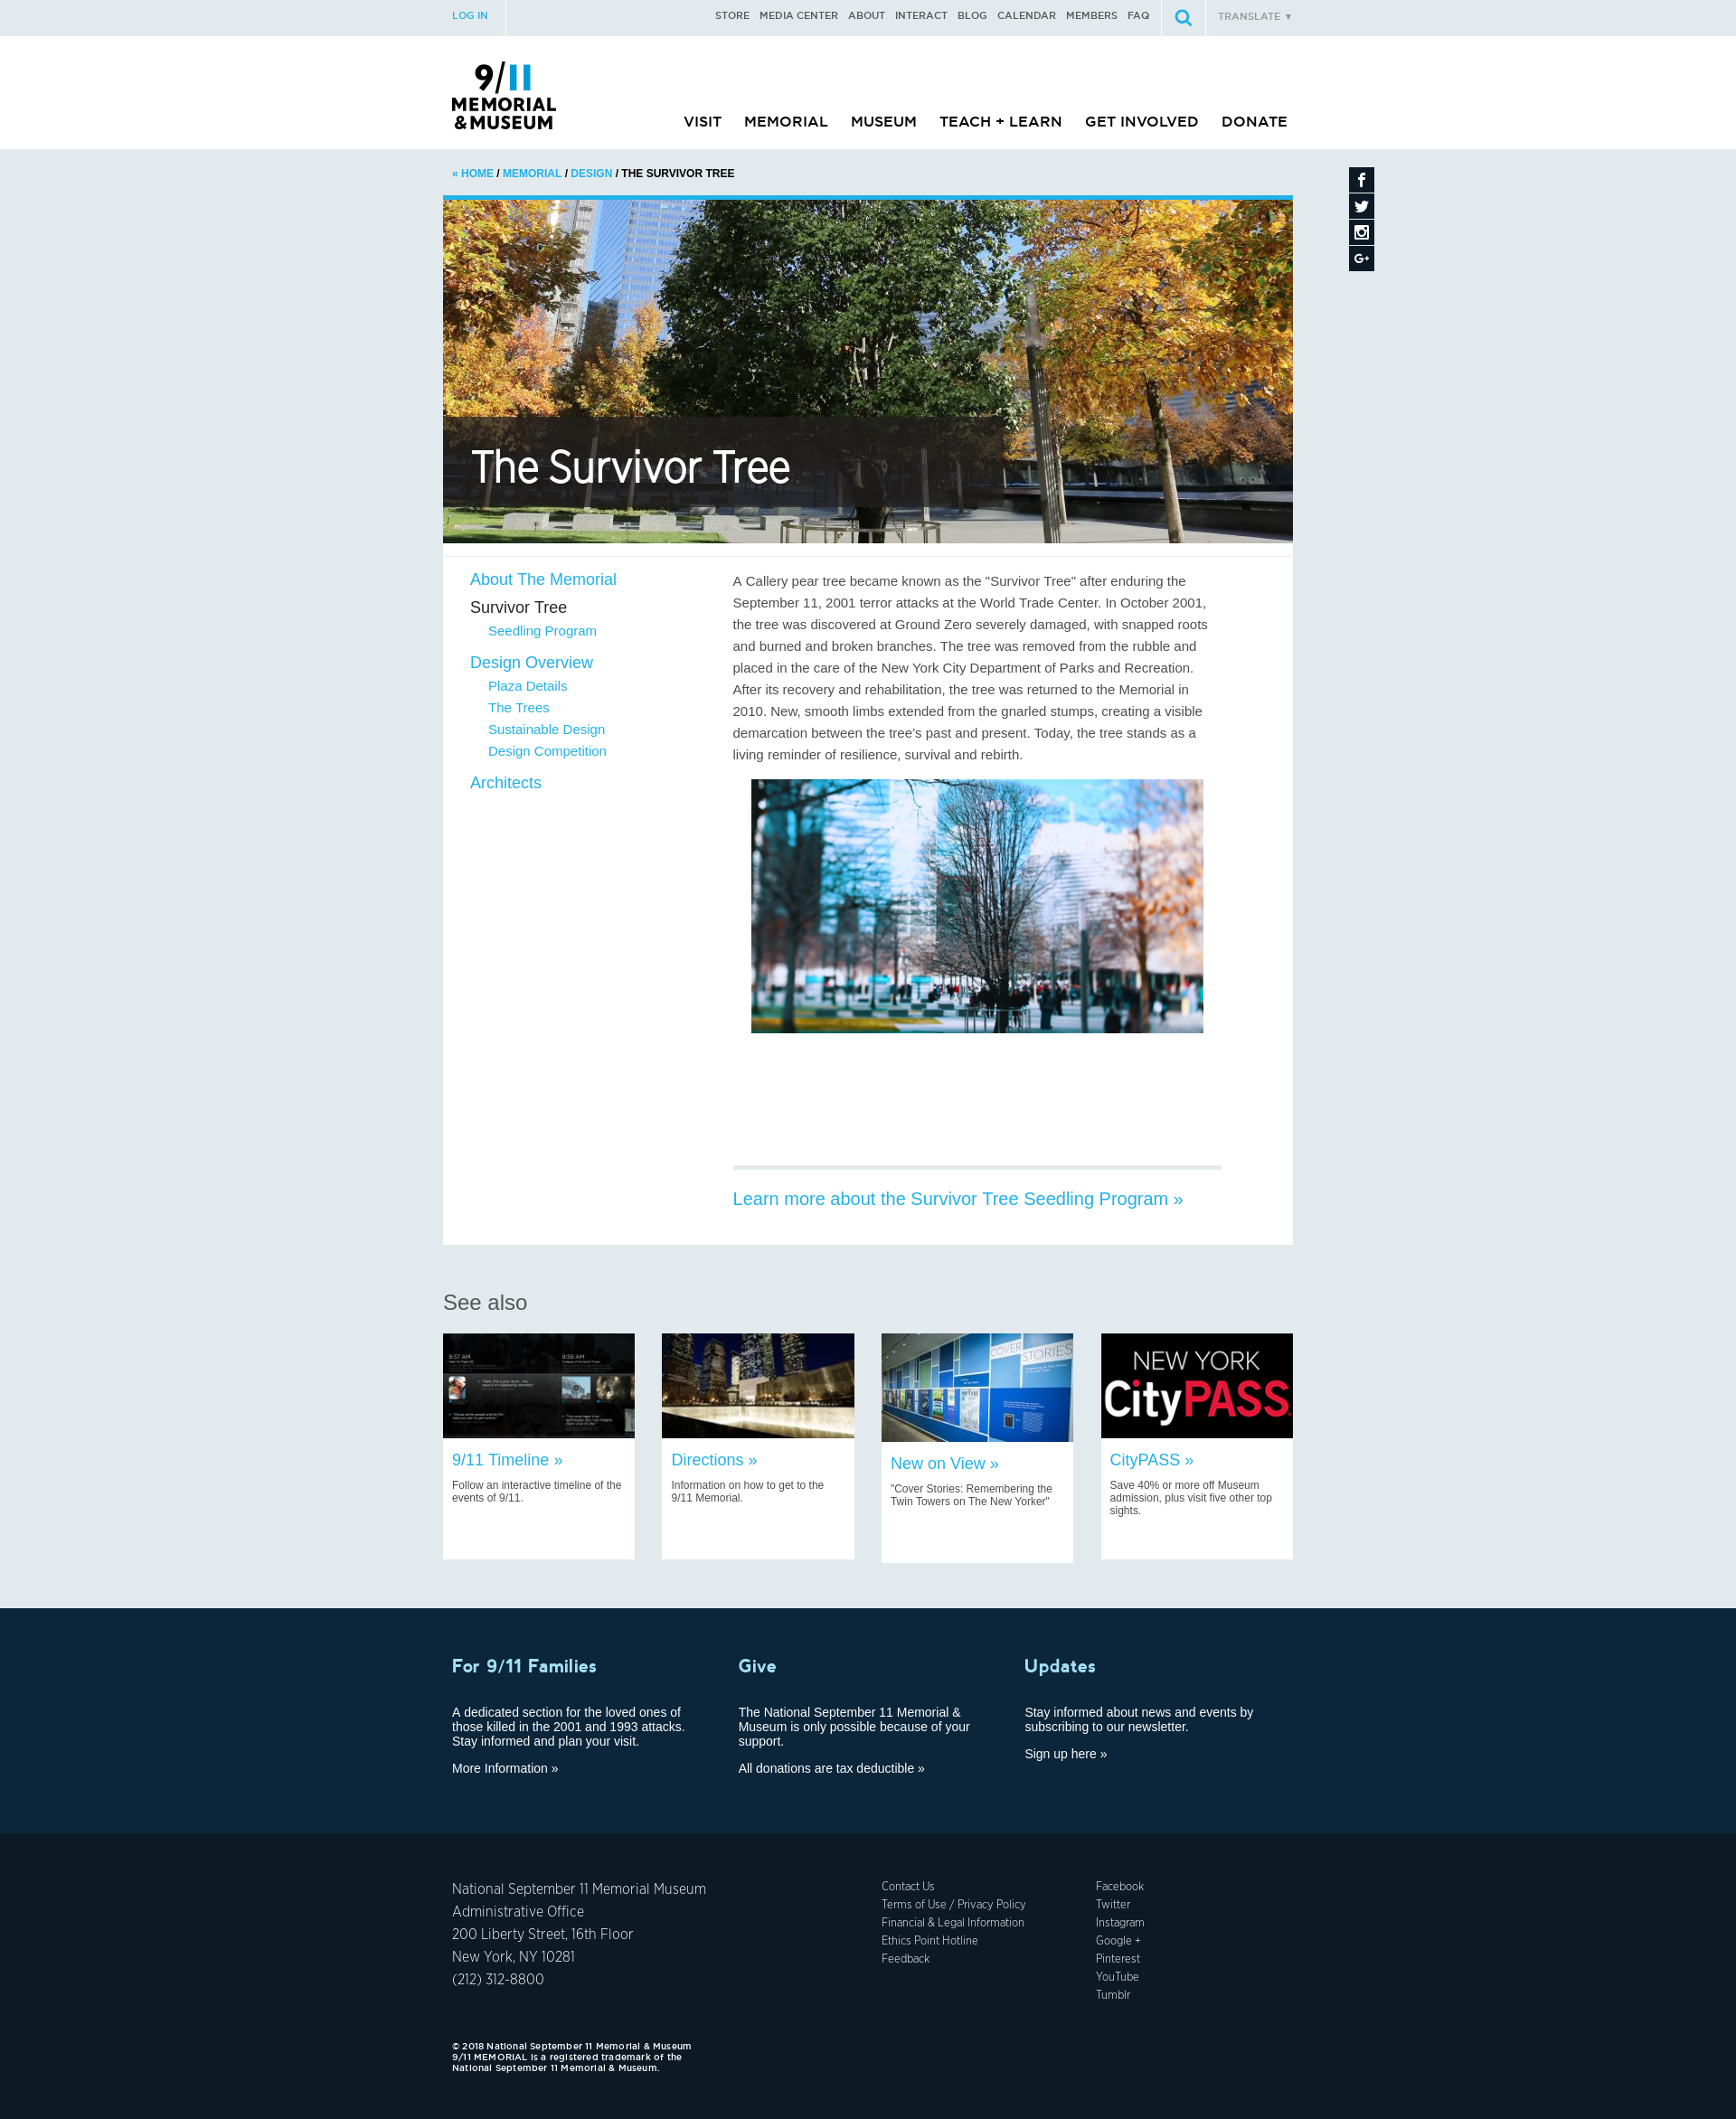 LOG IN
STORE MEDIA CENTER ABOUT INTERACT BLOG CALENDAR MEMBERS FAQ
TRANSLATE ▼
9/11
MEMORIAL
& MUSEUM
VISIT MEMORIAL MUSEUM TEACH + LEARN GET INVOLVED DONATE
« HOME / MEMORIAL / DESIGN / THE SURVIVOR TREE
The Survivor Tree
About The Memorial
Survivor Tree
Seedling Program
Design Overview
Plaza Details
The Trees
Sustainable Design
Design Competition
Architects
A Callery pear tree became known as the "Survivor Tree" after enduring the
September 11, 2001 terror attacks at the World Trade Center. In October 2001,
the tree was discovered at Ground Zero severely damaged, with snapped roots
and burned and broken branches. The tree was removed from the rubble and
placed in the care of the New York City Department of Parks and Recreation.
After its recovery and rehabilitation, the tree was returned to the Memorial in
2010. New, smooth limbs extended from the gnarled stumps, creating a visible
demarcation between the tree's past and present. Today, the tree stands as a
living reminder of resilience, survival and rebirth.
Learn more about the Survivor Tree Seedling Program »
See also
9:57 AM
9:59 AM
COVER STORIES
NEW YORK
CityPASS
9/11 Timeline »
Follow an interactive timeline of the
events of 9/11.
Directions »
Information on how to get to the
9/11 Memorial.
New on View »
"Cover Stories: Remembering the
Twin Towers on The New Yorker"
CityPASS »
Save 40% or more off Museum
admission, plus visit five other top
sights.
For 9/11 Families
A dedicated section for the loved ones of
those killed in the 2001 and 1993 attacks.
Stay informed and plan your visit.
More Information »
Give
The National September 11 Memorial &
Museum is only possible because of your
support.
All donations are tax deductible »
Updates
Stay informed about news and events by
subscribing to our newsletter.
Sign up here »
National September 11 Memorial Museum
Administrative Office
200 Liberty Street, 16th Floor
New York, NY 10281
(212) 312-8800
Contact Us
Terms of Use / Privacy Policy
Financial & Legal Information
Ethics Point Hotline
Feedback
Facebook
Twitter
Instagram
Google +
Pinterest
YouTube
Tumblr
© 2018 National September 11 Memorial & Museum
9/11 MEMORIAL is a registered trademark of the
National September 11 Memorial & Museum.